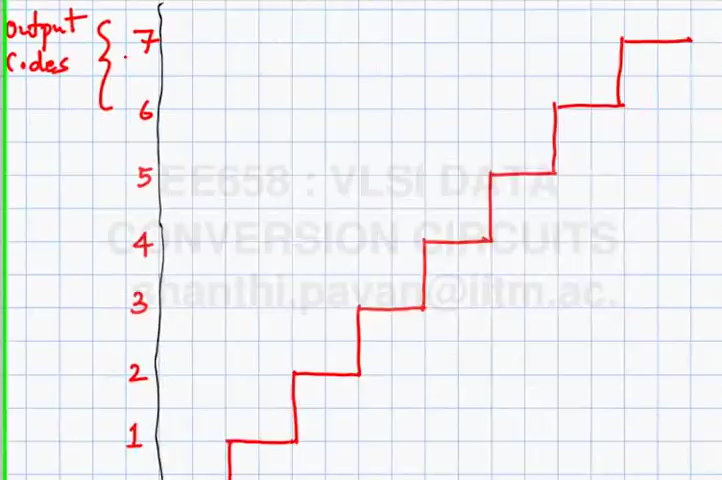 output
codes
7
6
5
4
3
2
1
EE658 : VLSI DATA
CONVERSION CIRCUITS
shanthi.pavan@iitm.ac.